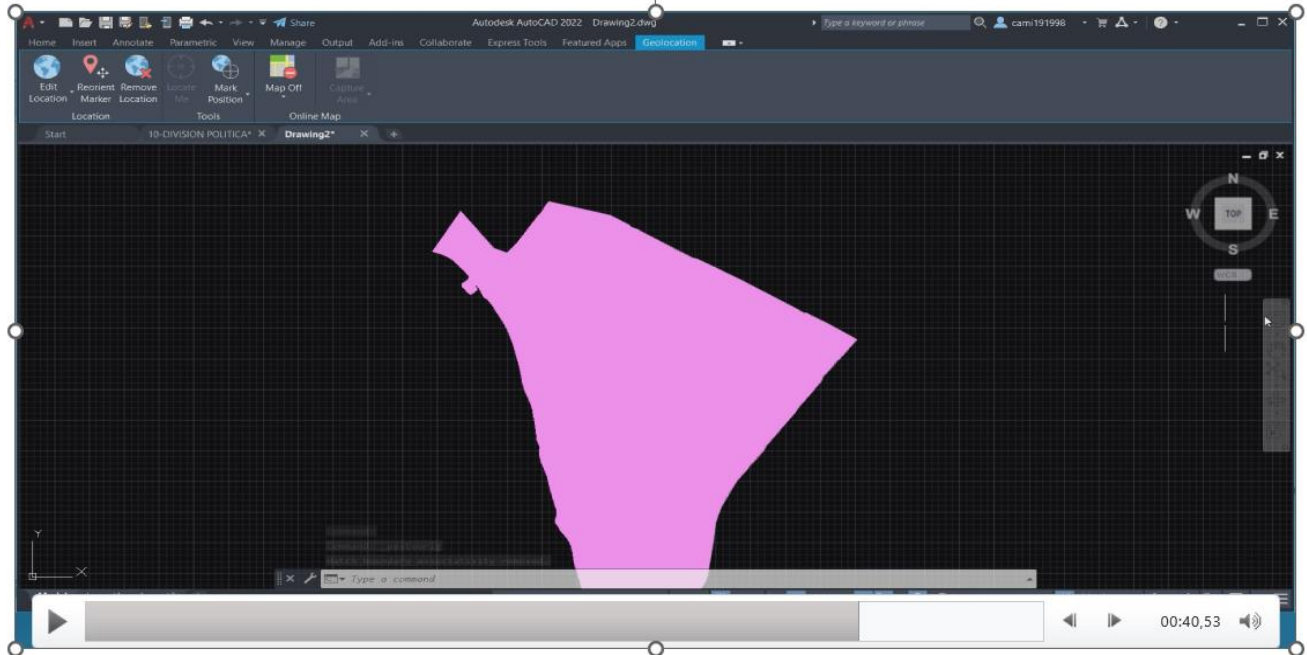 Share Autodesk AutoCAD 2022 Drawing2.dwg Type a keyword or phrase cami191998
Home Insert Annotate Parametric View Manage Output Add-ins Collaborate Express Tools Featured Apps Geolocation
Edit Location Reorient Marker Remove Location Locate Me Mark Position Map Off Capture Area
Location Tools Online Map
Start 10-DIVISION POLITICA* Drawing2*
N
W TOP E
S
WCS
Y
X
Type a command
00:40,53